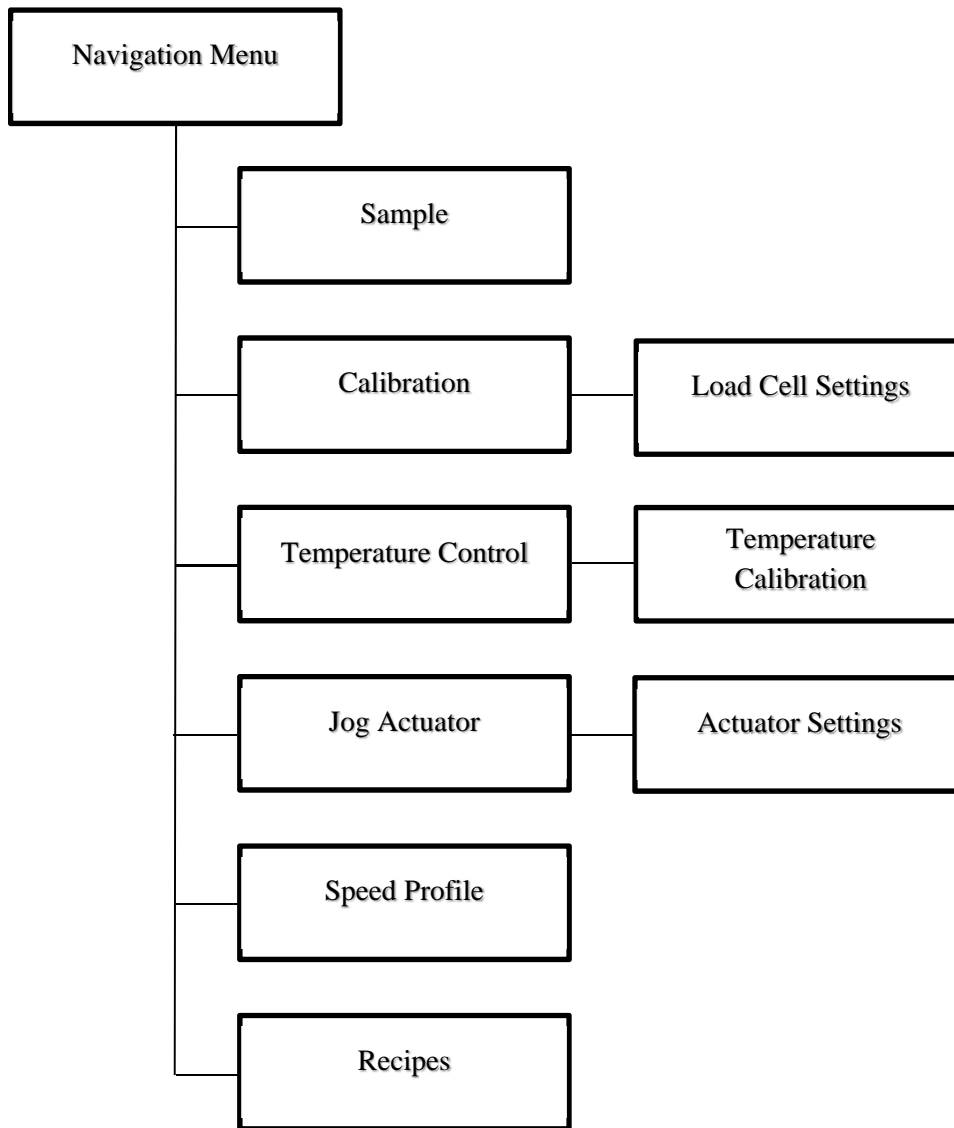 Navigation Menu
Sample
Calibration
Load Cell Settings
Temperature Control
Temperature
Calibration
Jog Actuator
Actuator Settings
Speed Profile
Recipes